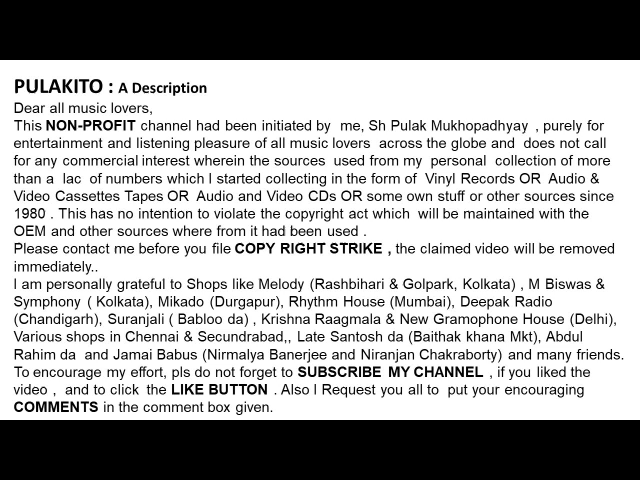 PULAKITO : A Description
Dear all music lovers,
This NON-PROFIT channel had been initiated by me, Sh Pulak Mukhopadhyay , purely for
entertainment and listening pleasure of all music lovers across the globe and does not call
for any commercial interest wherein the sources used from my personal collection of more
than a lac of numbers which I started collecting in the form of Vinyl Records OR Audio &
Video Cassettes Tapes OR Audio and Video CDs OR some own stuff or other sources since
1980 . This has no intention to violate the copyright act which will be maintained with the
OEM and other sources where from it had been used .
Please contact me before you file COPY RIGHT STRIKE , the claimed video will be removed
immediately..
I am personally grateful to Shops like Melody (Rashbihari & Golpark, Kolkata) , M Biswas &
Symphony ( Kolkata), Mikado (Durgapur), Rhythm House (Mumbai), Deepak Radio
(Chandigarh), Suranjali ( Babloo da) , Krishna Raagmala & New Gramophone House (Delhi),
Various shops in Chennai & Secundrabad,, Late Santosh da (Baithak khana Mkt), Abdul
Rahim da and Jamai Babus (Nirmalya Banerjee and Niranjan Chakraborty) and many friends.
To encourage my effort, pls do not forget to SUBSCRIBE MY CHANNEL , if you liked the
video , and to click the LIKE BUTTON . Also I Request you all to put your encouraging
COMMENTS in the comment box given.